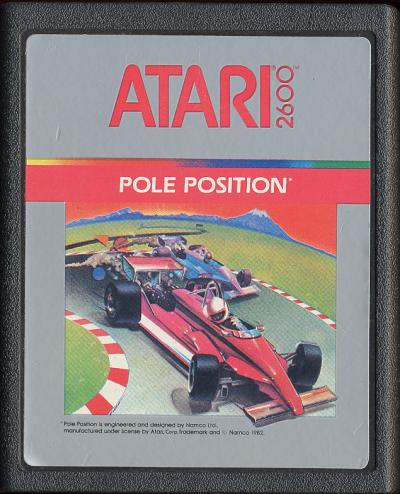 ATARI® 2600™
POLE POSITION*
*Pole Position is engineered and designed by Namco Ltd.,
manufactured under license by Atari, Corp. Trademark and © Namco 1982.